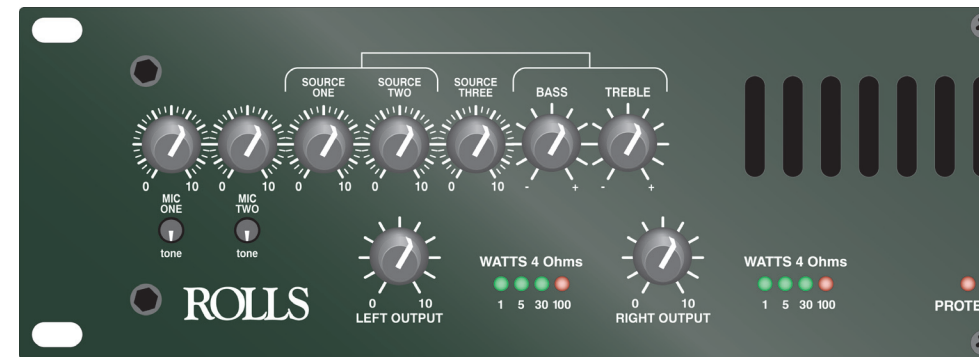 SOURCE ONE
SOURCE TWO
SOURCE THREE
BASS
TREBLE
0 10
0 10
0 10
0 10
0 10
- +
- +
MIC ONE
MIC TWO
tone
tone
WATTS 4 Ohms
1 5 30 100
WATTS 4 Ohms
1 5 30 100
0 10
LEFT OUTPUT
0 10
RIGHT OUTPUT
ROLLS
PROTE